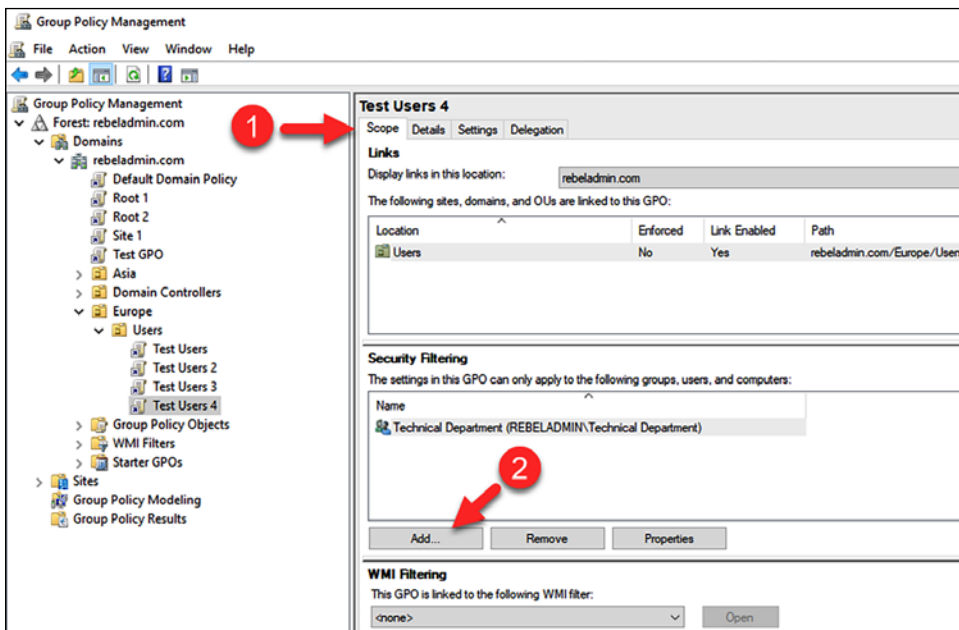 Group Policy Management
File Action View Window Help
Group Policy Management
Forest: rebeladmin.com
Domains
rebeladmin.com
Default Domain Policy
Root 1
Root 2
Site 1
Test GPO
Asia
Domain Controllers
Europe
Users
Test Users
Test Users 2
Test Users 3
Test Users 4
Group Policy Objects
WMI Filters
Starter GPOs
Sites
Group Policy Modeling
Group Policy Results
1
Test Users 4
Scope Details Settings Delegation
Links
Display links in this location: rebeladmin.com
The following sites, domains, and OUs are linked to this GPO:
Location Enforced Link Enabled Path
Users No Yes rebeladmin.com/Europe/User
Security Filtering
The settings in this GPO can only apply to the following groups, users, and computers:
Name
Technical Department (REBELADMIN\Technical Department)
2
Add... Remove Properties
WMI Filtering
This GPO is linked to the following WMI filter:
<none> Open